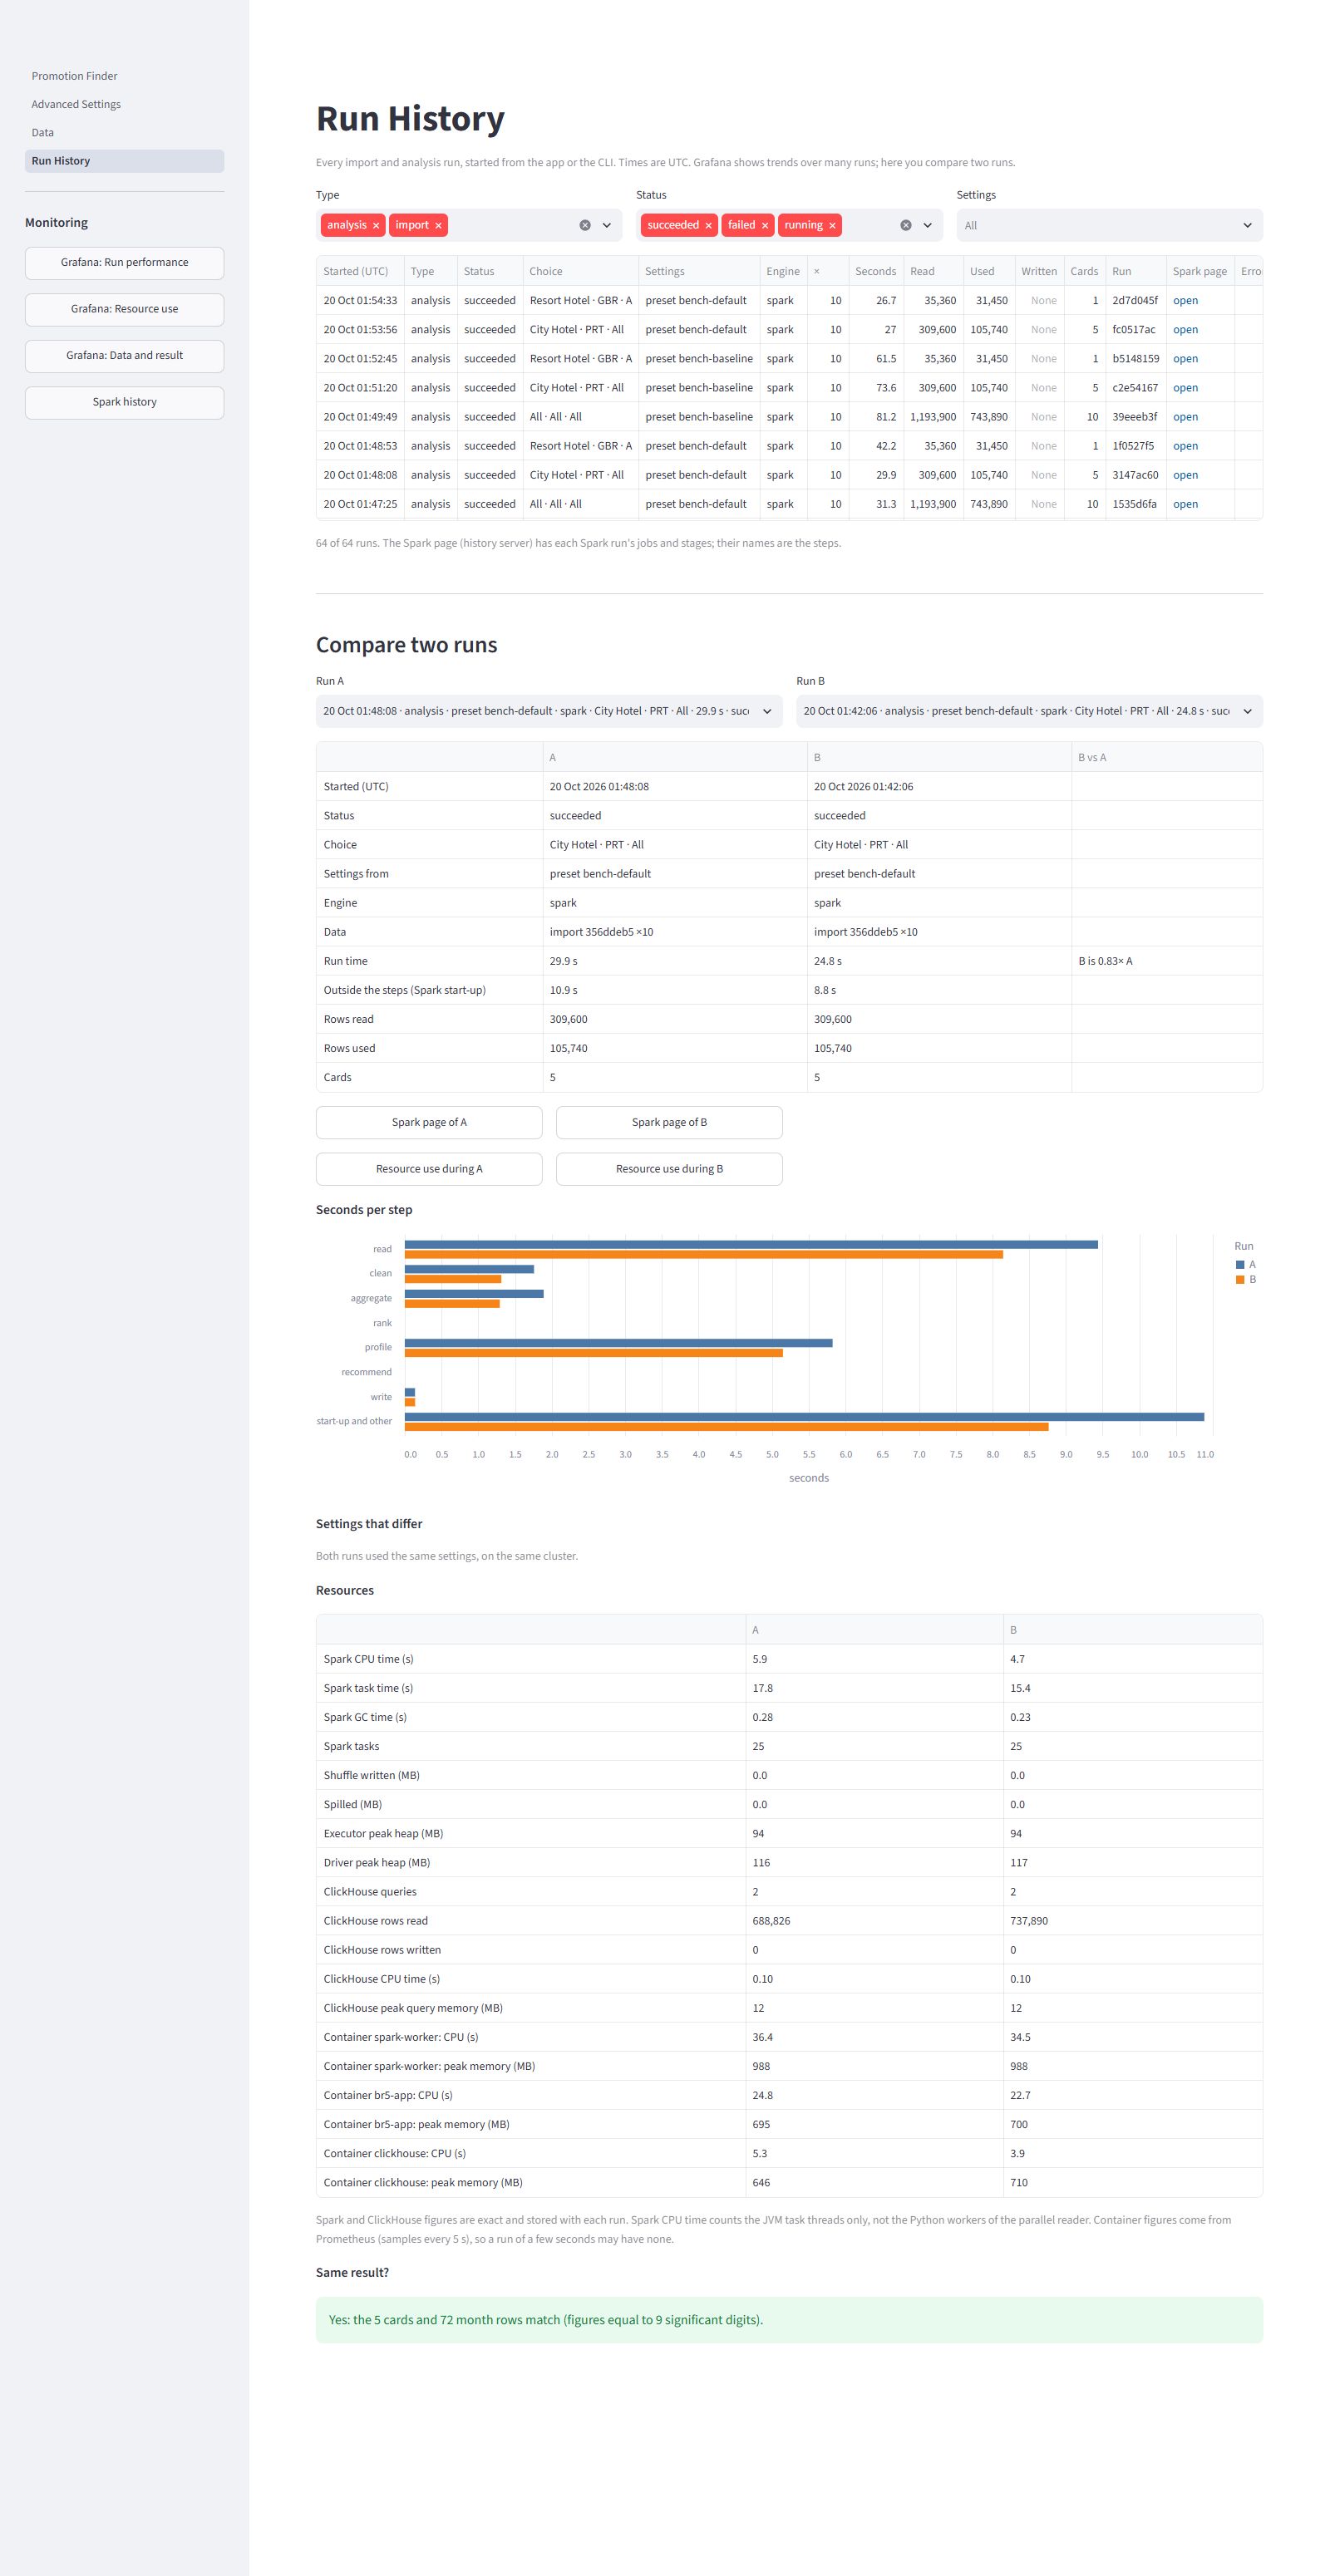 Promotion Finder
Advanced Settings
Data
Run History
Monitoring
Grafana: Run performance
Grafana: Resource use
Grafana: Data and result
Spark history
Run History
Every import and analysis run, started from the app or the CLI. Times are UTC. Grafana shows trends over many runs; here you compare two runs.
Type Status Settings
analysis × import × succeeded × failed × running × All
Started (UTC) Type Status Choice Settings Engine × Seconds Read Used Written Cards Run Spark page Erro
20 Oct 01:54:33 analysis succeeded Resort Hotel · GBR · A preset bench-default spark 10 26.7 35,360 31,450 None 1 2d7d045f open
20 Oct 01:53:56 analysis succeeded City Hotel · PRT · All preset bench-default spark 10 27 309,600 105,740 None 5 fc0517ac open
20 Oct 01:52:45 analysis succeeded Resort Hotel · GBR · A preset bench-baseline spark 10 61.5 35,360 31,450 None 1 b5148159 open
20 Oct 01:51:20 analysis succeeded City Hotel · PRT · All preset bench-baseline spark 10 73.6 309,600 105,740 None 5 c2e54167 open
20 Oct 01:49:49 analysis succeeded All · All · All preset bench-baseline spark 10 81.2 1,193,900 743,890 None 10 39eeeb3f open
20 Oct 01:48:53 analysis succeeded Resort Hotel · GBR · A preset bench-default spark 10 42.2 35,360 31,450 None 1 1f0527f5 open
20 Oct 01:48:08 analysis succeeded City Hotel · PRT · All preset bench-default spark 10 29.9 309,600 105,740 None 5 3147ac60 open
20 Oct 01:47:25 analysis succeeded All · All · All preset bench-default spark 10 31.3 1,193,900 743,890 None 10 1535d6fa open
64 of 64 runs. The Spark page (history server) has each Spark run's jobs and stages; their names are the steps.
Compare two runs
Run A Run B
20 Oct 01:48:08 · analysis · preset bench-default · spark · City Hotel · PRT · All · 29.9 s · succ 20 Oct 01:42:06 · analysis · preset bench-default · spark · City Hotel · PRT · All · 24.8 s · succ
A B B vs A
Started (UTC) 20 Oct 2026 01:48:08 20 Oct 2026 01:42:06
Status succeeded succeeded
Choice City Hotel · PRT · All City Hotel · PRT · All
Settings from preset bench-default preset bench-default
Engine spark spark
Data import 356ddeb5 ×10 import 356ddeb5 ×10
Run time 29.9 s 24.8 s B is 0.83× A
Outside the steps (Spark start-up) 10.9 s 8.8 s
Rows read 309,600 309,600
Rows used 105,740 105,740
Cards 5 5
Spark page of A Spark page of B
Resource use during A Resource use during B
Seconds per step
read
clean
aggregate
rank
profile
recommend
write
start-up and other
Run
A
B
0.0 0.5 1.0 1.5 2.0 2.5 3.0 3.5 4.0 4.5 5.0 5.5 6.0 6.5 7.0 7.5 8.0 8.5 9.0 9.5 10.0 10.5 11.0
seconds
Settings that differ
Both runs used the same settings, on the same cluster.
Resources
A B
Spark CPU time (s) 5.9 4.7
Spark task time (s) 17.8 15.4
Spark GC time (s) 0.28 0.23
Spark tasks 25 25
Shuffle written (MB) 0.0 0.0
Spilled (MB) 0.0 0.0
Executor peak heap (MB) 94 94
Driver peak heap (MB) 116 117
ClickHouse queries 2 2
ClickHouse rows read 688,826 737,890
ClickHouse rows written 0 0
ClickHouse CPU time (s) 0.10 0.10
ClickHouse peak query memory (MB) 12 12
Container spark-worker: CPU (s) 36.4 34.5
Container spark-worker: peak memory (MB) 988 988
Container br5-app: CPU (s) 24.8 22.7
Container br5-app: peak memory (MB) 695 700
Container clickhouse: CPU (s) 5.3 3.9
Container clickhouse: peak memory (MB) 646 710
Spark and ClickHouse figures are exact and stored with each run. Spark CPU time counts the JVM task threads only, not the Python workers of the parallel reader. Container figures come from
Prometheus (samples every 5 s), so a run of a few seconds may have none.
Same result?
Yes: the 5 cards and 72 month rows match (figures equal to 9 significant digits).